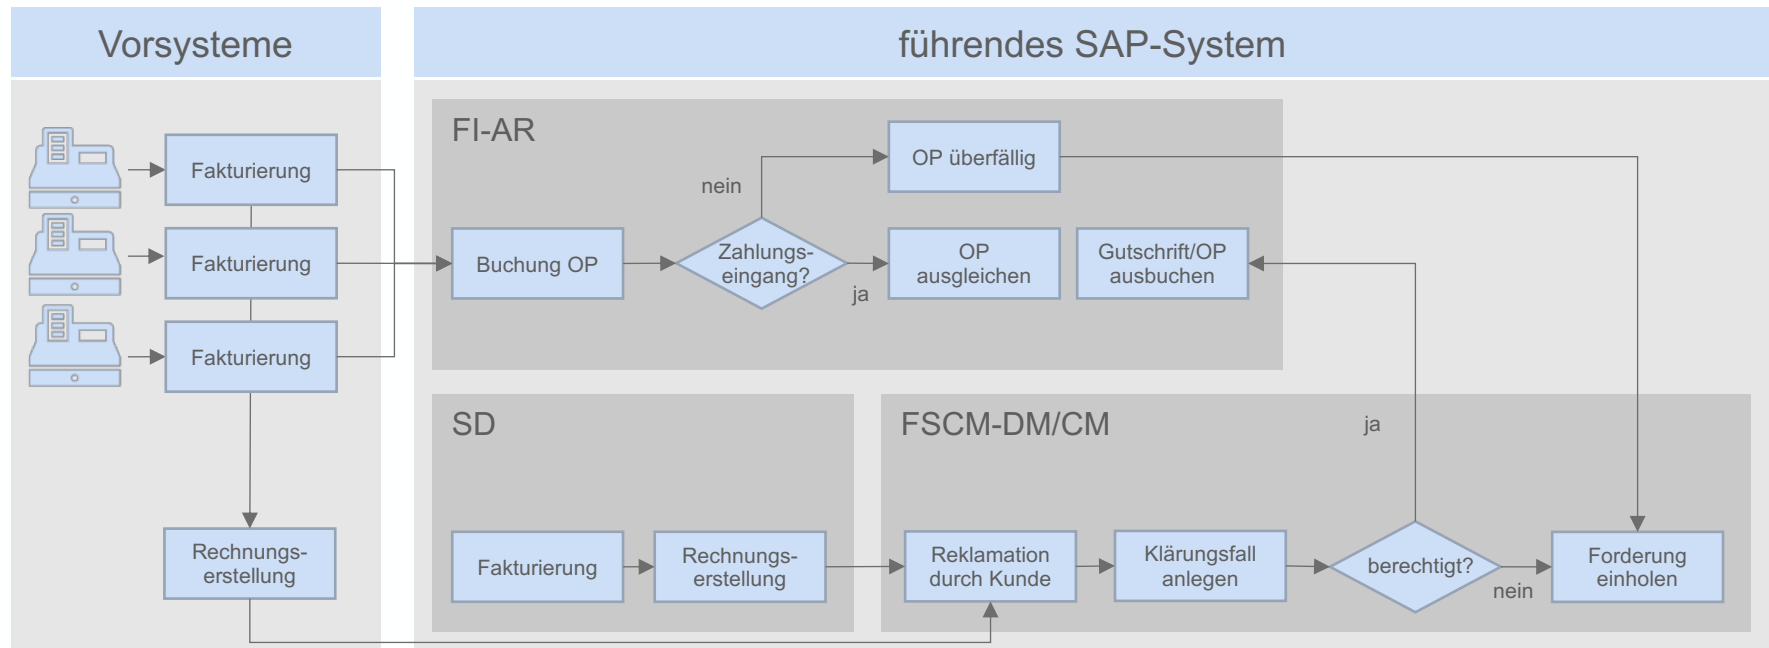 Vorsysteme
führendes SAP-System
Fakturierung
Fakturierung
Fakturierung
Rechnungs-
erstellung
FI-AR
Buchung OP
Zahlungs-
eingang?
nein
ja
OP überfällig
OP
ausgleichen
Gutschrift/OP
ausbuchen
SD
Fakturierung
Rechnungs-
erstellung
FSCM-DM/CM
Reklamation
durch Kunde
Klärungsfall
anlegen
berechtigt?
ja
nein
Forderung
einholen